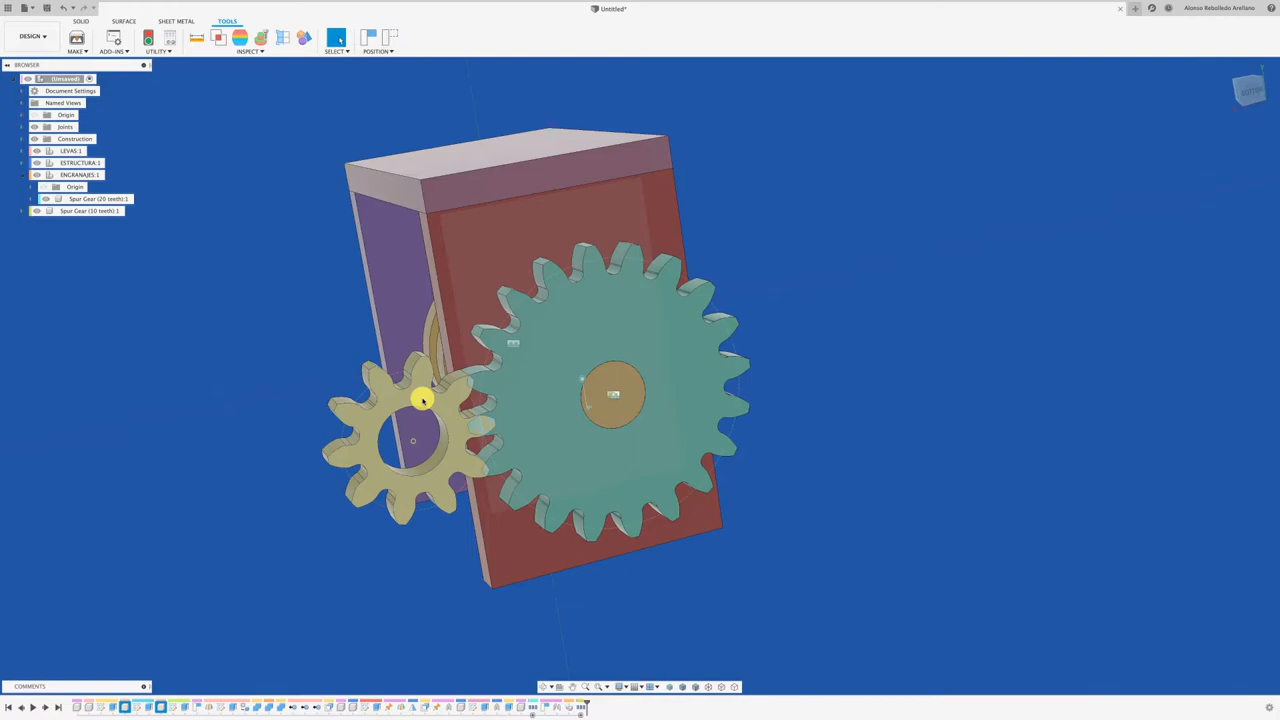 Untitled*
Alonso Rebolledo Arellano
SOLID SURFACE SHEET METAL TOOLS
DESIGN
MAKE ADD-INS UTILITY INSPECT SELECT POSITION
BROWSER
(Unsaved)
Document Settings
Named Views
Origin
Joints
Construction
LEVAS:1
ESTRUCTURA:1
ENGRANAJES:1
Origin
Spur Gear (20 teeth):1
Spur Gear (10 teeth):1
COMMENTS